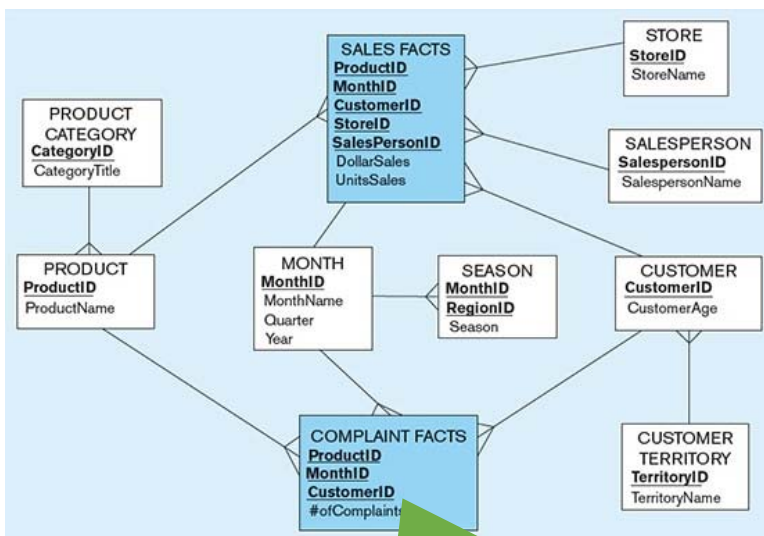 SALES FACTS
ProductID
MonthID
CustomerID
StoreID
SalesPersonID
DollarSales
UnitsSales
STORE
StoreID
StoreName
PRODUCT
CATEGORY
CategoryID
CategoryTitle
SALESPERSON
SalespersonID
SalespersonName
PRODUCT
ProductID
ProductName
MONTH
MonthID
MonthName
Quarter
Year
SEASON
MonthID
RegionID
Season
CUSTOMER
CustomerID
CustomerAge
COMPLAINT FACTS
ProductID
MonthID
CustomerID
#ofComplaints
CUSTOMER
TERRITORY
TerritoryID
TerritoryName